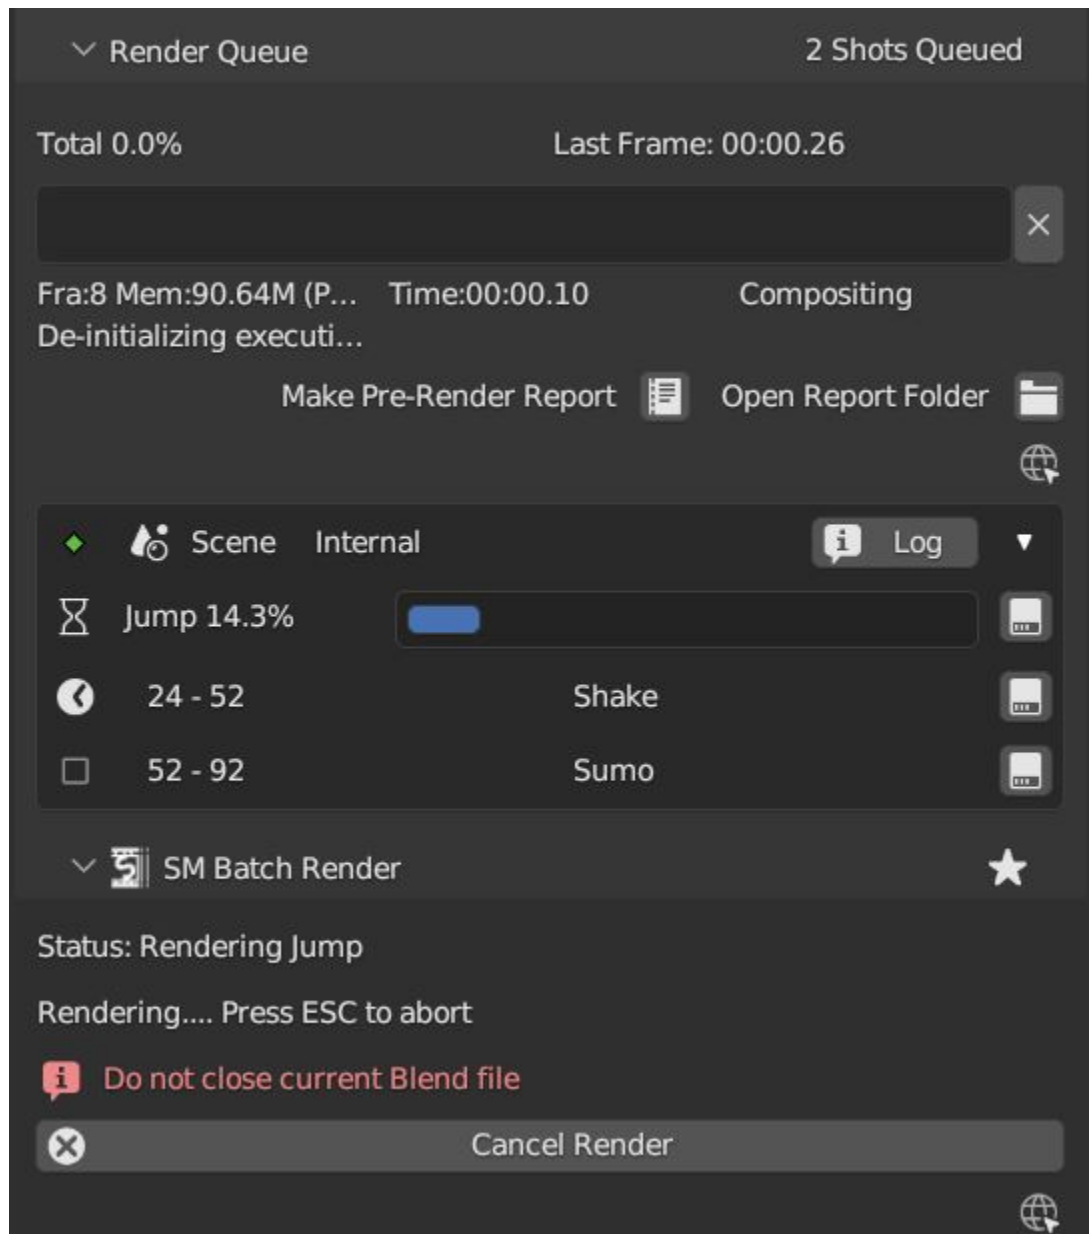 Render Queue 2 Shots Queued
Total 0.0% Last Frame: 00:00.26
Fra:8 Mem:90.64M (P... Time:00:00.10 Compositing
De-initializing executi...
Make Pre-Render Report Open Report Folder
Scene Internal Log
Jump 14.3%
24 - 52 Shake
52 - 92 Sumo
SM Batch Render
Status: Rendering Jump
Rendering.... Press ESC to abort
Do not close current Blend file
Cancel Render